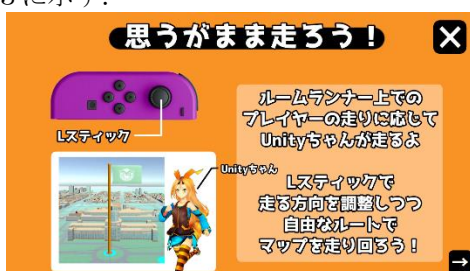 に示す.
思うがまま走ろう!
Lスティック
ルームランナー上での
プレイヤーの走りに応じて
Unityちゃんが走るよ
Unityちゃん
Lスティックで
走る方向を調整しつつ
自由なルートで
マップを走り回ろう!